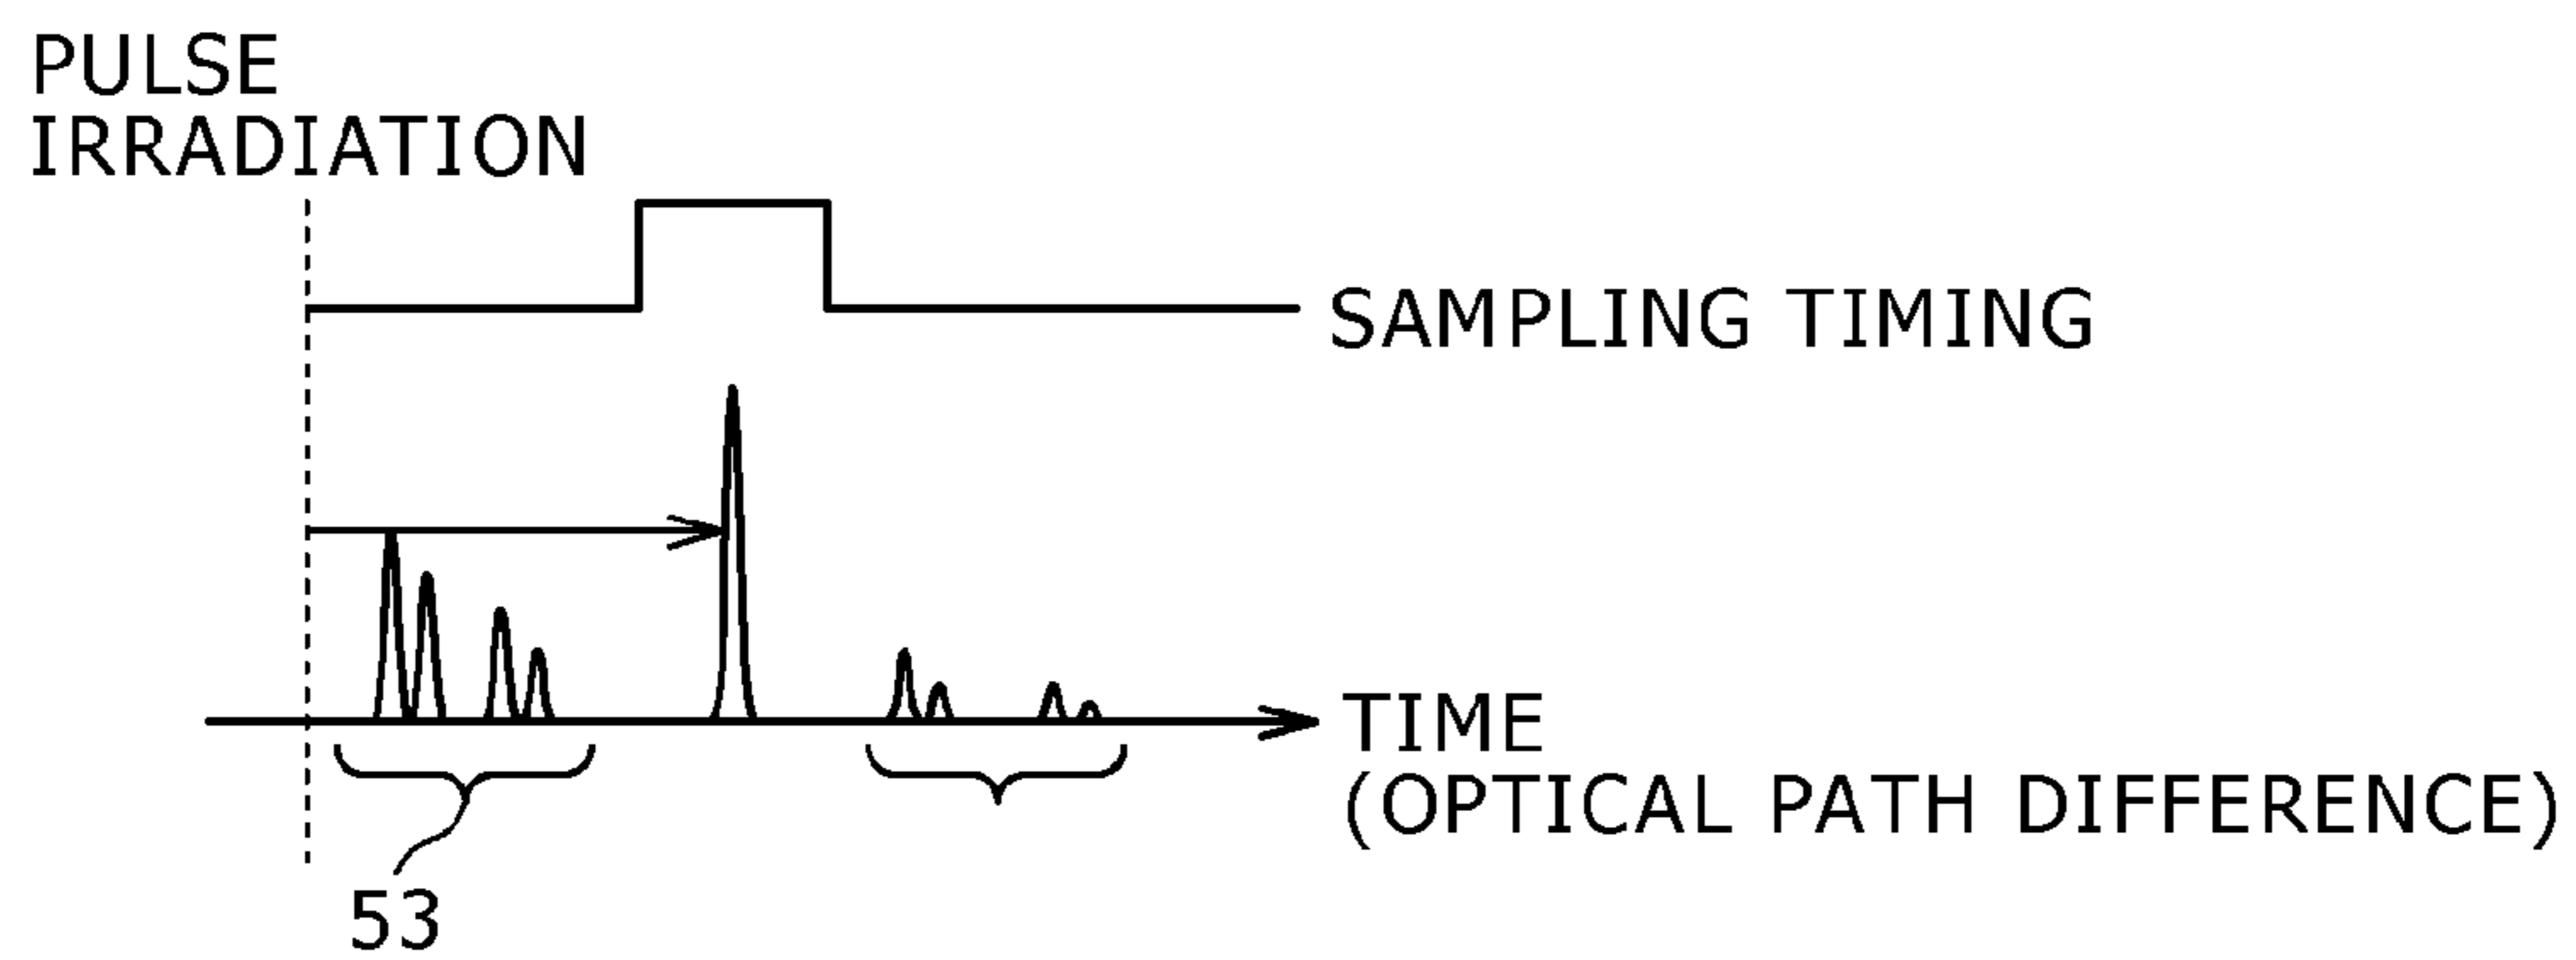 PULSE
IRRADIATION
SAMPLING TIMING
TIME
(OPTICAL PATH DIFFERENCE)
53